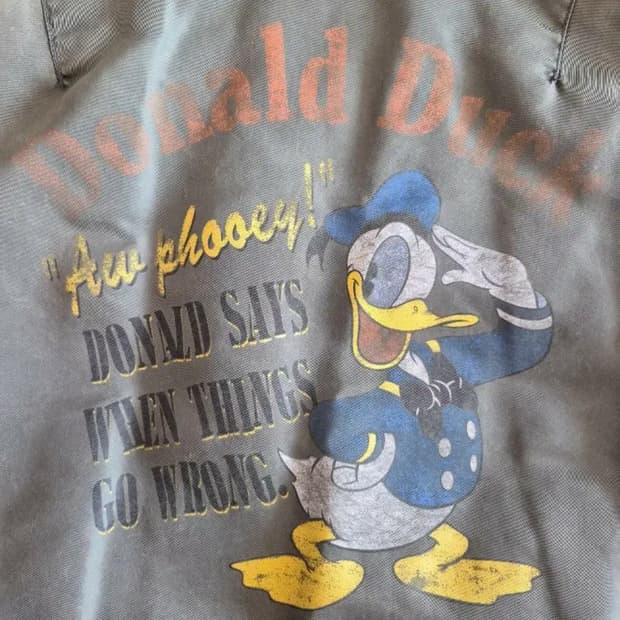 Donald Duck
"Aw phooey!"
DONALD SAYS
WHEN THINGS
GO WRONG.